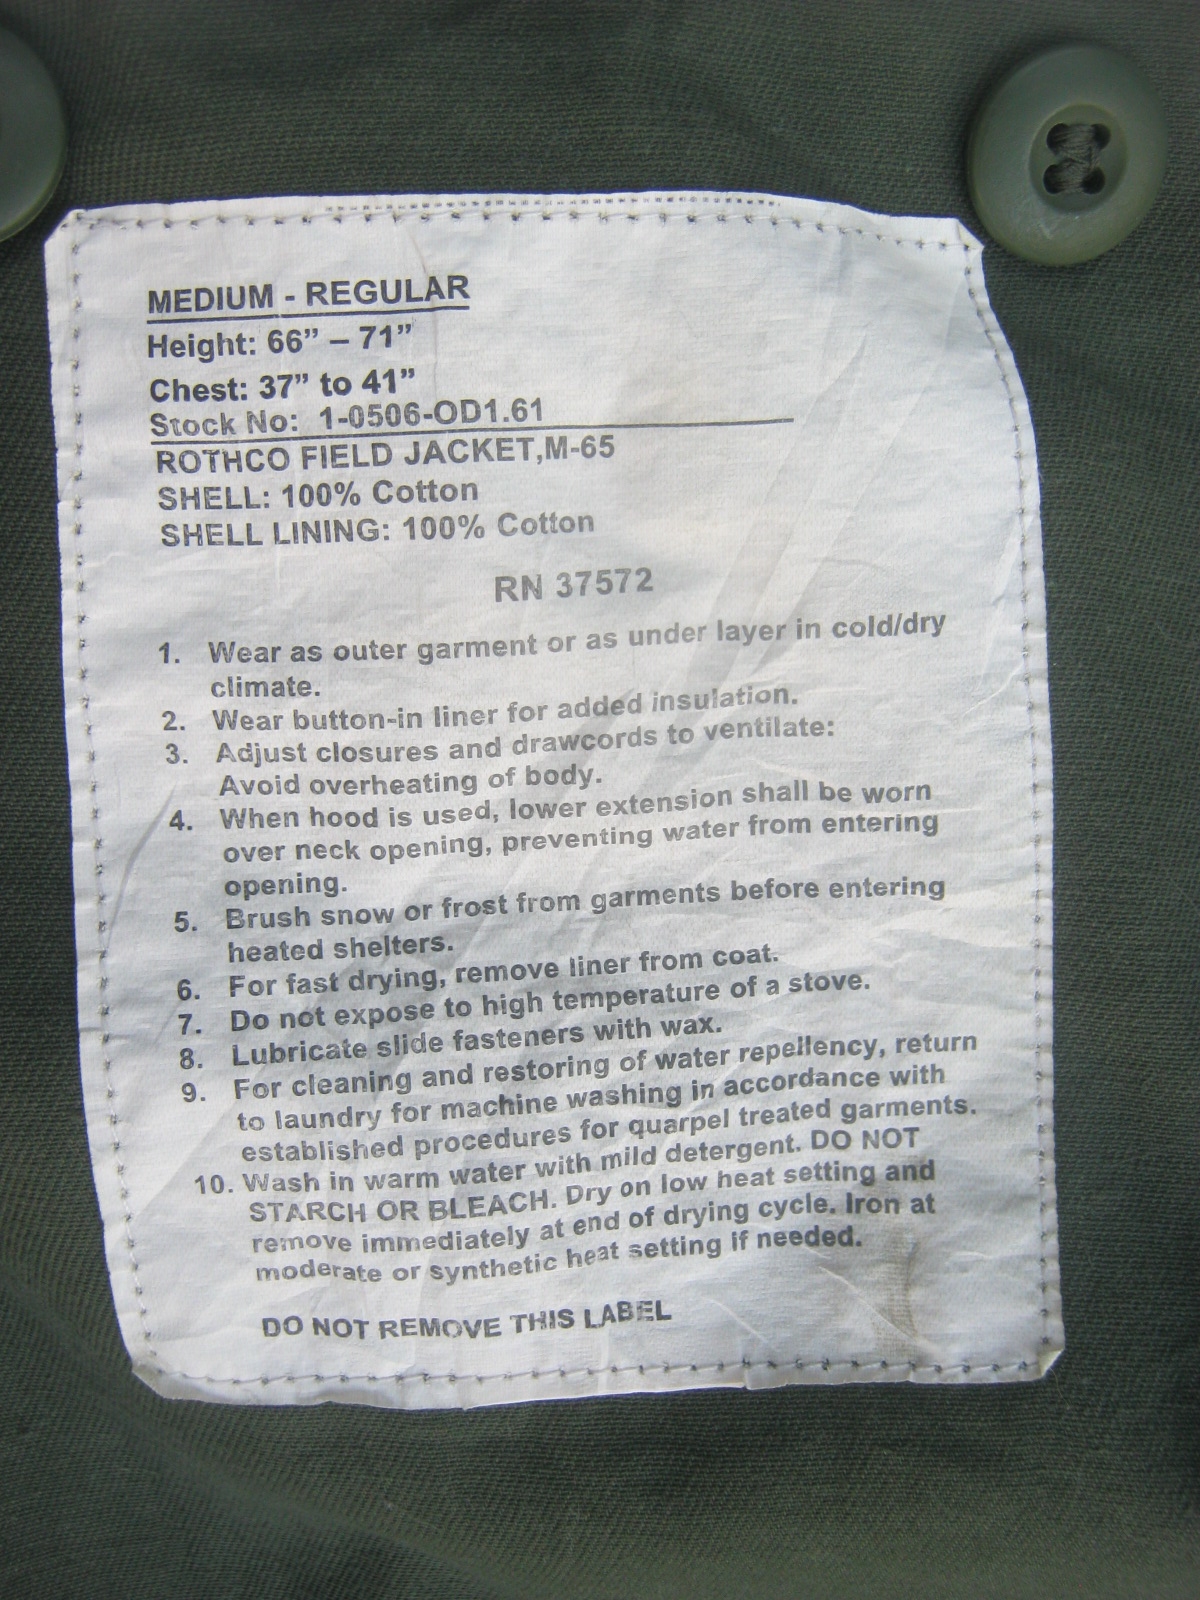 MEDIUM - REGULAR
Height: 66” – 71”
Chest: 37” to 41”
Stock No: 1-0506-OD1.61
ROTHCO FIELD JACKET,M-65
SHELL: 100% Cotton
SHELL LINING: 100% Cotton
RN 37572
1. Wear as outer garment or as under layer in cold/dry
climate.
2. Wear button-in liner for added insulation.
3. Adjust closures and drawcords to ventilate:
Avoid overheating of body.
4. When hood is used, lower extension shall be worn
over neck opening, preventing water from entering
opening.
5. Brush snow or frost from garments before entering
heated shelters.
6. For fast drying, remove liner from coat.
7. Do not expose to high temperature of a stove.
8. Lubricate slide fasteners with wax.
9. For cleaning and restoring of water repellency, return
to laundry for machine washing in accordance with
established procedures for quarpel treated garments.
10. Wash in warm water with mild detergent. DO NOT
STARCH OR BLEACH. Dry on low heat setting and
remove immediately at end of drying cycle. Iron at
moderate or synthetic heat setting if needed.
DO NOT REMOVE THIS LABEL